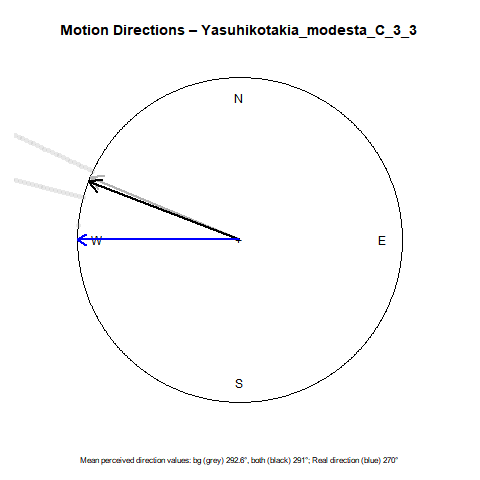 Motion Directions – Yasuhikotakia_modesta_C_3_3
N
W
E
S
Mean perceived direction values: bg (grey) 292.6°, both (black) 291°; Real direction (blue) 270°